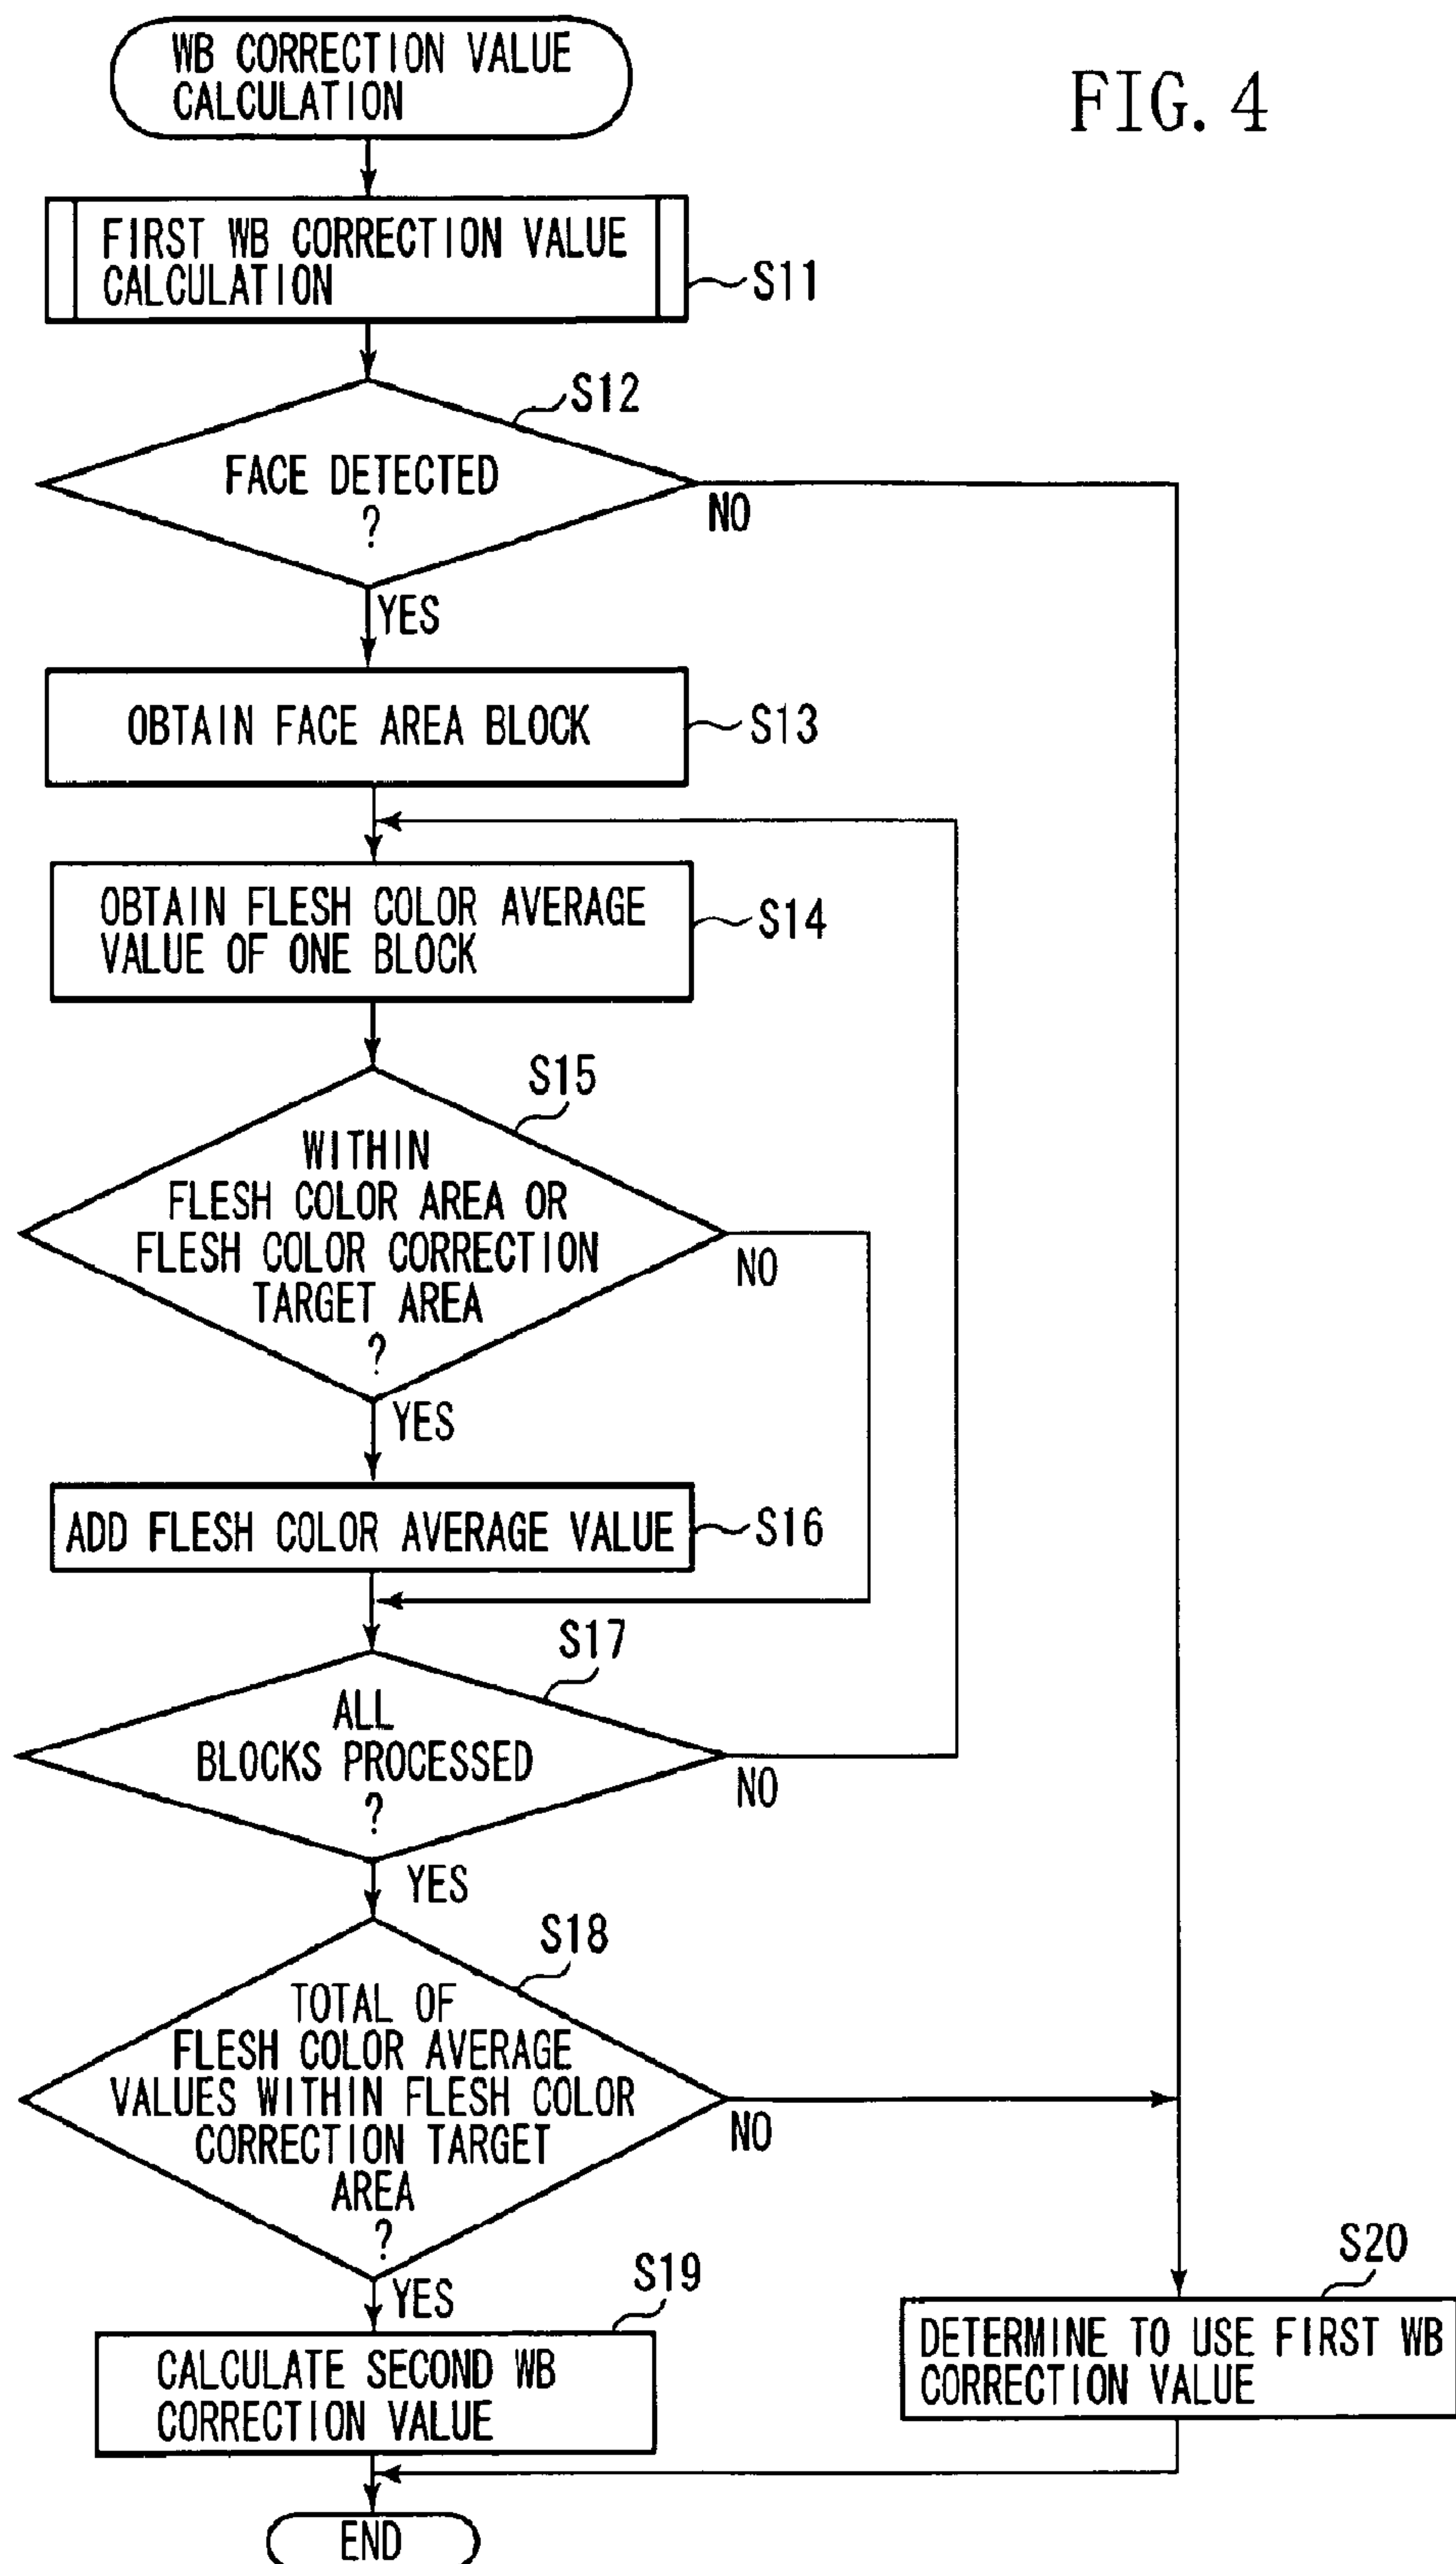 WB CORRECTION VALUE
CALCULATION
FIG. 4
FIRST WB CORRECTION VALUE
CALCULATION
S11
S12
FACE DETECTED
?
NO
YES
OBTAIN FACE AREA BLOCK
S13
OBTAIN FLESH COLOR AVERAGE
VALUE OF ONE BLOCK
S14
S15
WITHIN
FLESH COLOR AREA OR
FLESH COLOR CORRECTION
TARGET AREA
?
NO
YES
ADD FLESH COLOR AVERAGE VALUE
S16
S17
ALL
BLOCKS PROCESSED
?
NO
YES
S18
TOTAL OF
FLESH COLOR AVERAGE
VALUES WITHIN FLESH COLOR
CORRECTION TARGET
AREA
?
NO
YES
S19
CALCULATE SECOND WB
CORRECTION VALUE
S20
DETERMINE TO USE FIRST WB
CORRECTION VALUE
END